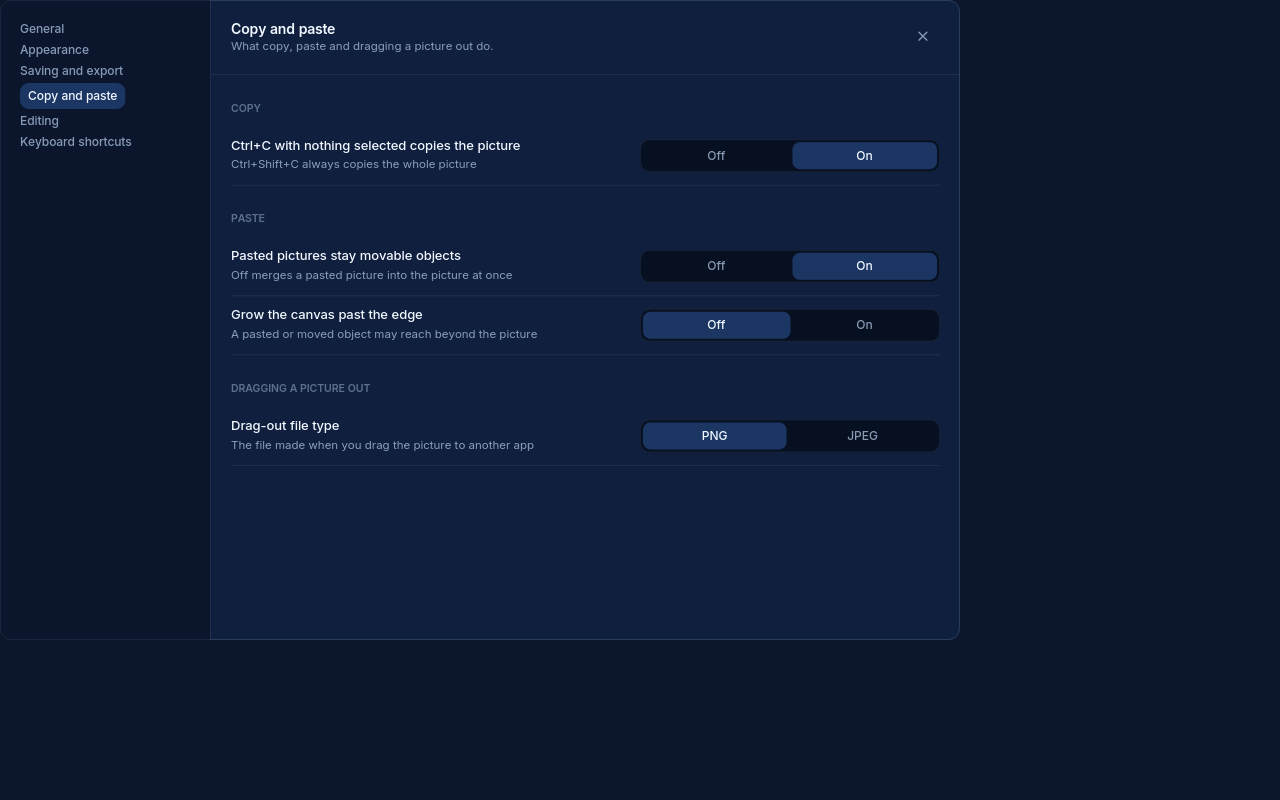 General
Appearance
Saving and export
Copy and paste
Editing
Keyboard shortcuts
Copy and paste
What copy, paste and dragging a picture out do.
COPY
Ctrl+C with nothing selected copies the picture
Ctrl+Shift+C always copies the whole picture
Off
On
PASTE
Pasted pictures stay movable objects
Off merges a pasted picture into the picture at once
Off
On
Grow the canvas past the edge
A pasted or moved object may reach beyond the picture
Off
On
DRAGGING A PICTURE OUT
Drag-out file type
The file made when you drag the picture to another app
PNG
JPEG